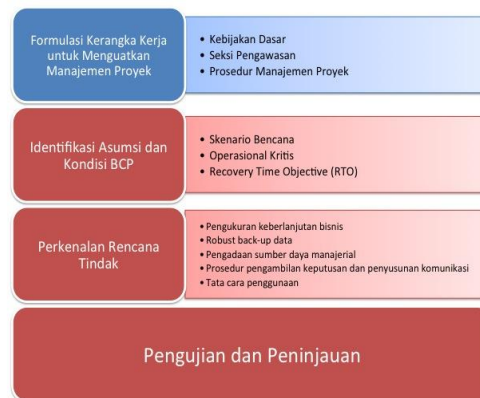 Formulasi Kerangka Kerja
untuk Menguatkan
Manajemen Proyek
• Kebijakan Dasar
• Seksi Pengawasan
• Prosedur Manajemen Proyek
Identifikasi Asumsi dan
Kondisi BCP
• Skenario Bencana
• Operasional Kritis
• Recovery Time Objective (RTO)
Perkenalan Rencana
Tindak
• Pengukuran keberlanjutan bisnis
• Robust back-up data
• Pengadaan sumber daya manajerial
• Prosedur pengambilan keputusan dan penyusunan komunikasi
• Tata cara penggunaan
Pengujian dan Peninjauan